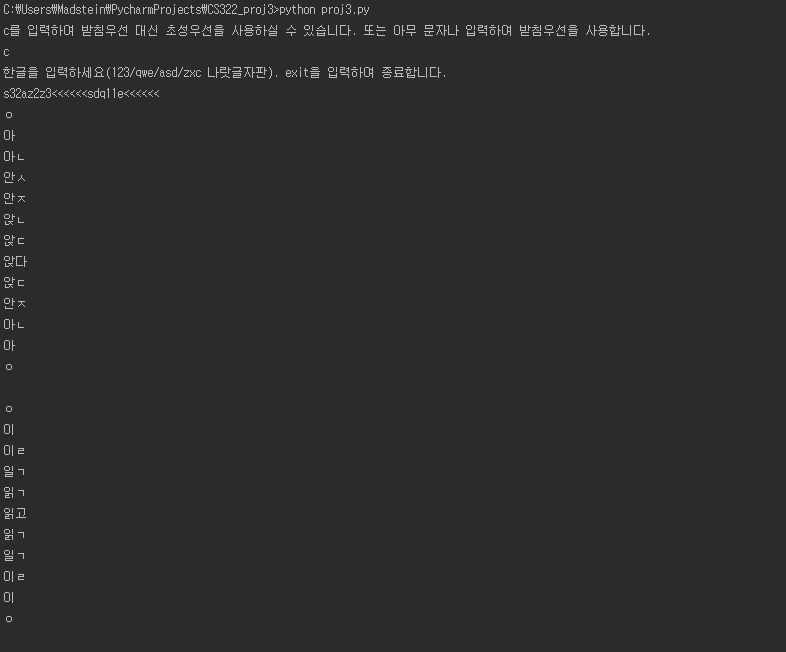 C:₩Users₩Madstein₩PycharmProjects₩CS322_proj3>python proj3.py
c를 입력하여 받침우선 대신 초성우선을 사용하실 수 있습니다. 또는 아무 문자나 입력하여 받침우선을 사용합니다.
c
한글을 입력하세요(123/qwe/asd/zxc 나랏글자판). exit을 입력하여 종료합니다.
s32az2z3<<<<<<sdq11e<<<<<<
ㅇ
아
아ㄴ
안ㅅ
안ㅈ
앉ㄴ
앉ㄷ
앉다
앉ㄷ
안ㅈ
아ㄴ
아
ㅇ
ㅇ
이
이ㄹ
일ㄱ
읽ㄱ
읽고
읽ㄱ
일ㄱ
이ㄹ
이
ㅇ